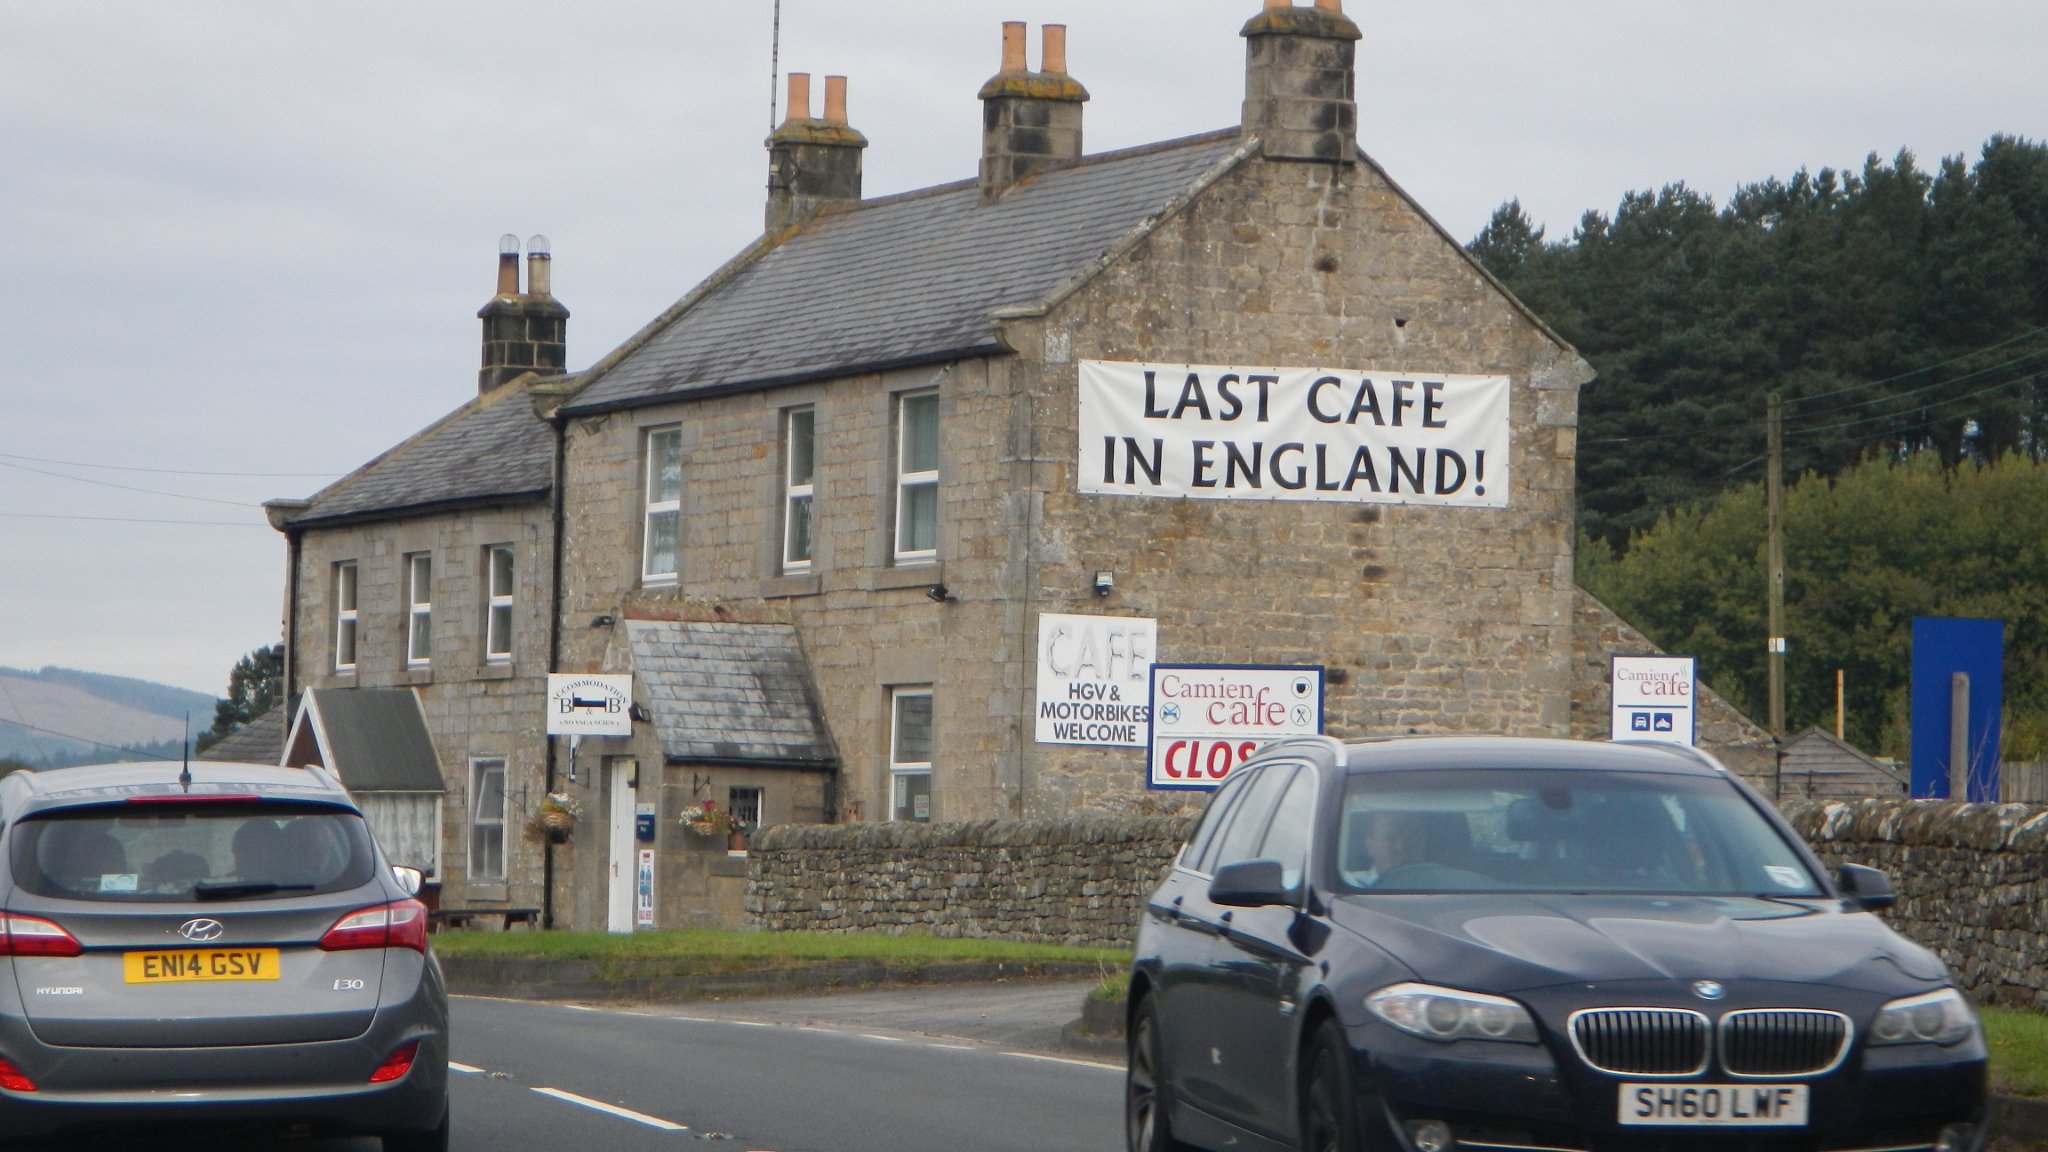 LAST CAFE
IN ENGLAND!
CAFE
HGV &
MOTORBIKES
WELCOME
Camien
cafe
CLOS
Camien
cafe
ACCOMMODATION
B & B
NO VACANCIES
HYUNDAI
i30
EN14 GSV
SH60 LWF